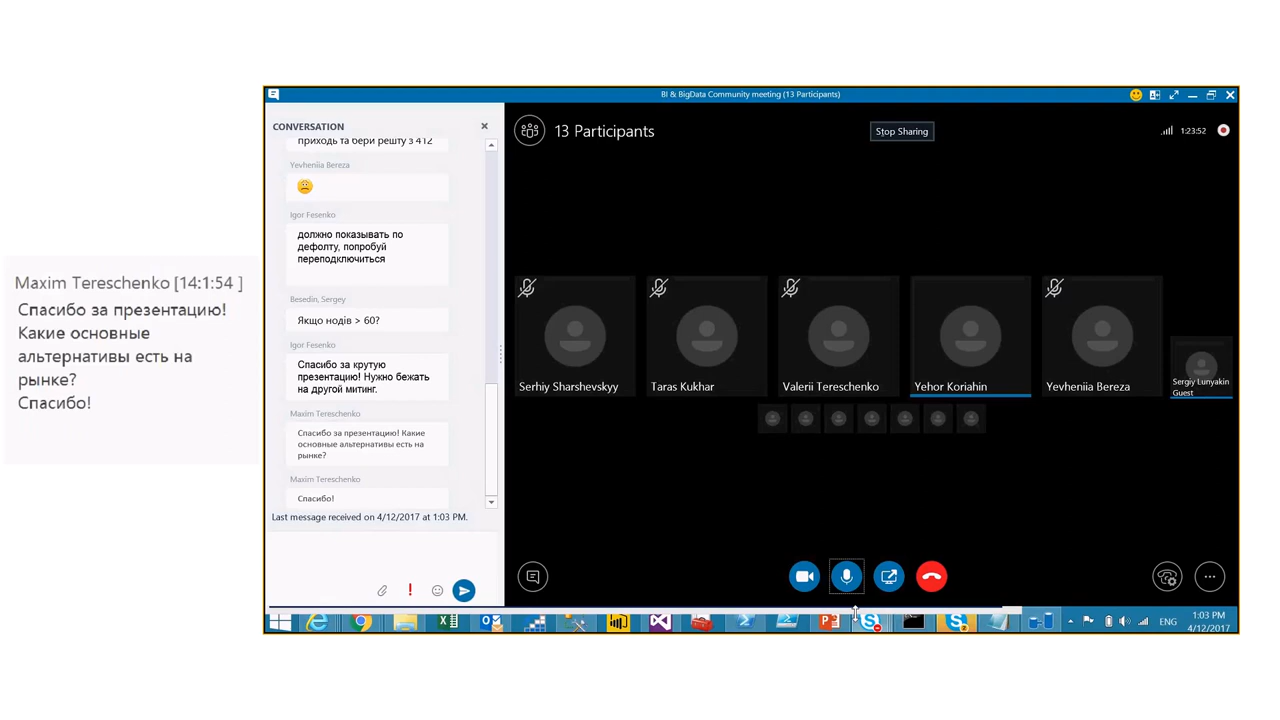 Maxim Tereschenko [14:1:54 ]
Спасибо за презентацию!
Какие основные
альтернативы есть на
рынке?
Спасибо!
BI & BigData Community meeting (13 Participants)
CONVERSATION
приходь та бери решту з 412
Yevheniia Bereza
Igor Fesenko
должно показывать по
дефолту, попробуй
переподключиться
Besedin, Sergey
Якщо нодів > 60?
Igor Fesenko
Спасибо за крутую
презентацию! Нужно бежать
на другой митинг.
Maxim Tereschenko
Спасибо за презентацию! Какие
основные альтернативы есть на
рынке?
Maxim Tereschenko
Спасибо!
Last message received on 4/12/2017 at 1:03 PM.
13 Participants
Stop Sharing
1:23:52
Serhiy Sharshevskyy
Taras Kukhar
Valerii Tereschenko
Yehor Koriahin
Yevheniia Bereza
Sergiy Lunyakin
Guest
ENG
1:03 PM
4/12/2017